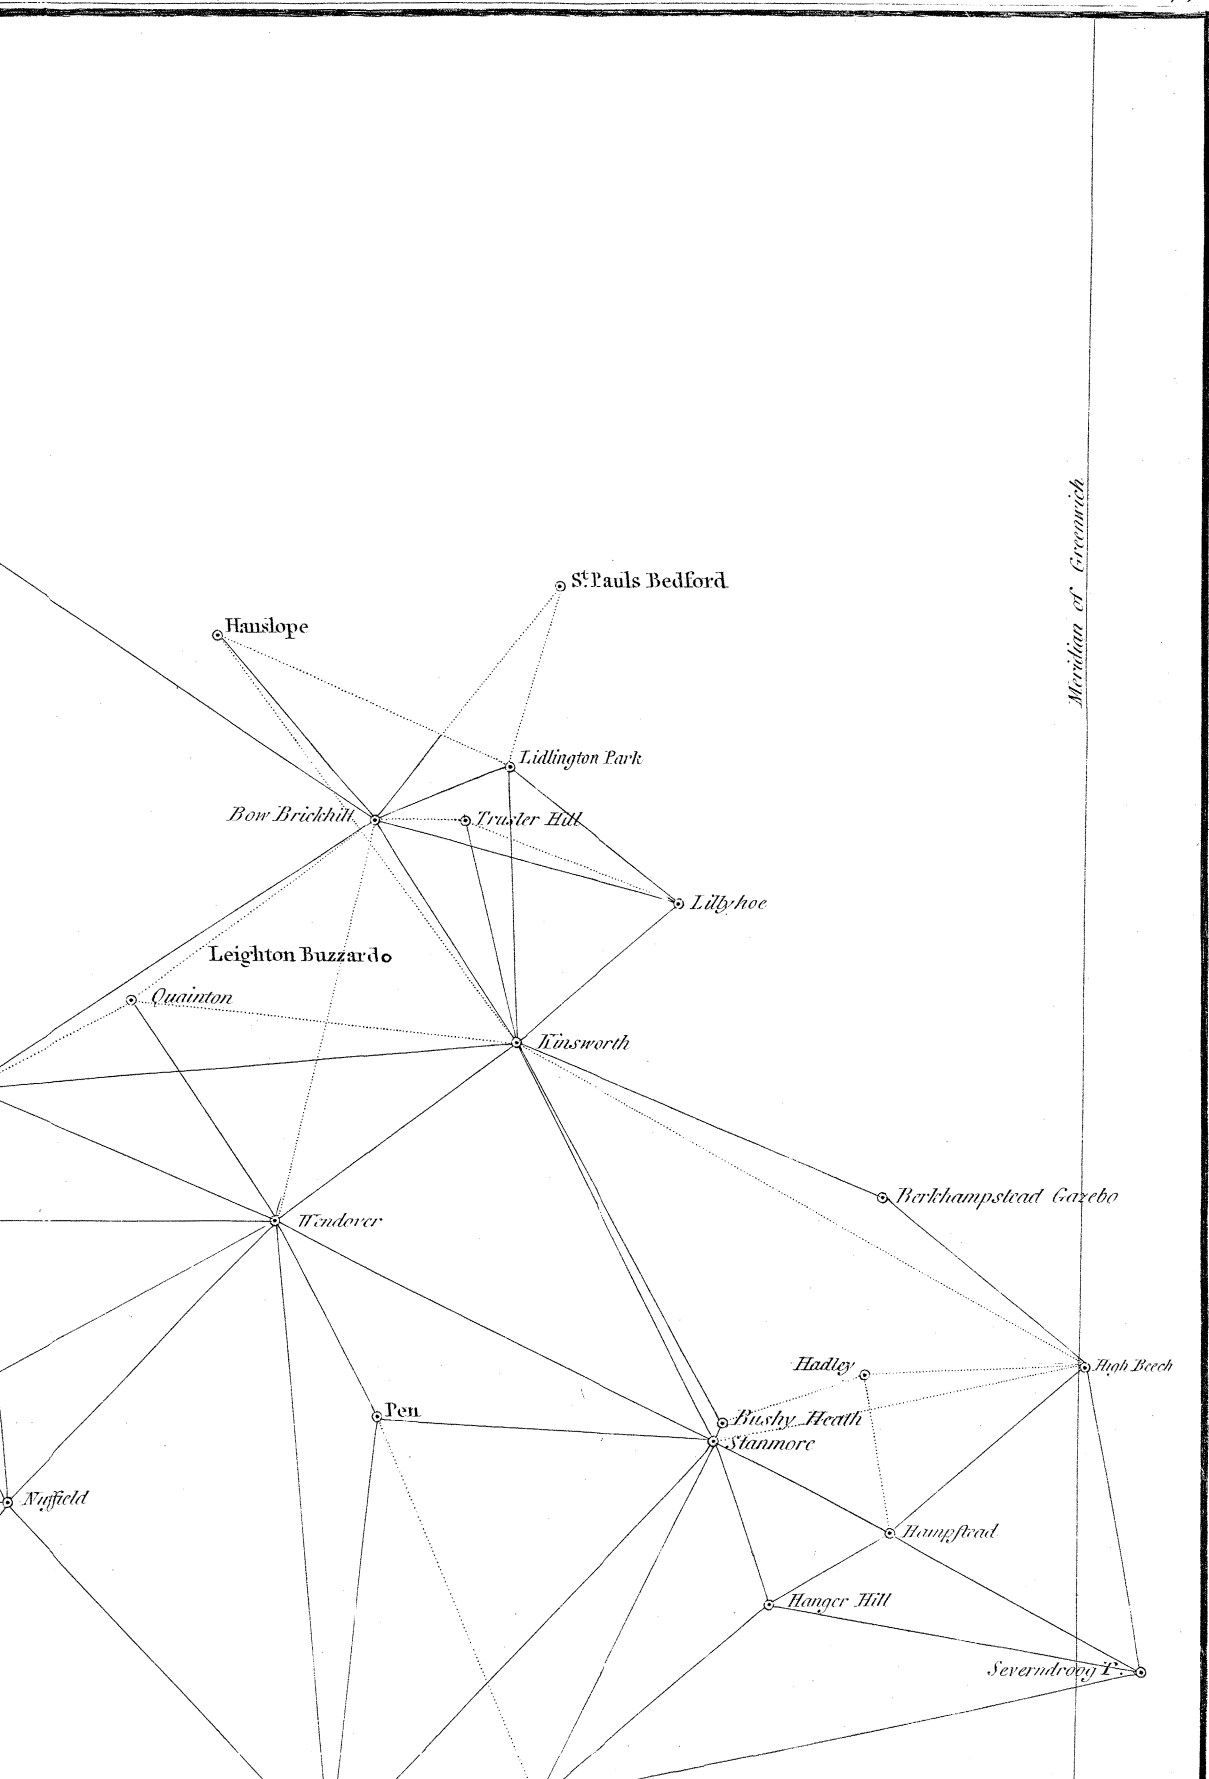 Meridian of Greenwich
St. Pauls Bedford
Hanslope
Lidlington Park
Bow Brickhill
Trusler Hill
Lillyhoe
Leighton Buzzard
Quainton
Kinsworth
Berkhampstead Gazebo
Wendover
Hadley
High Beech
Pen
Bushy Heath
Stanmore
Nuffield
Hampstead
Hanger Hill
Severndroog T.